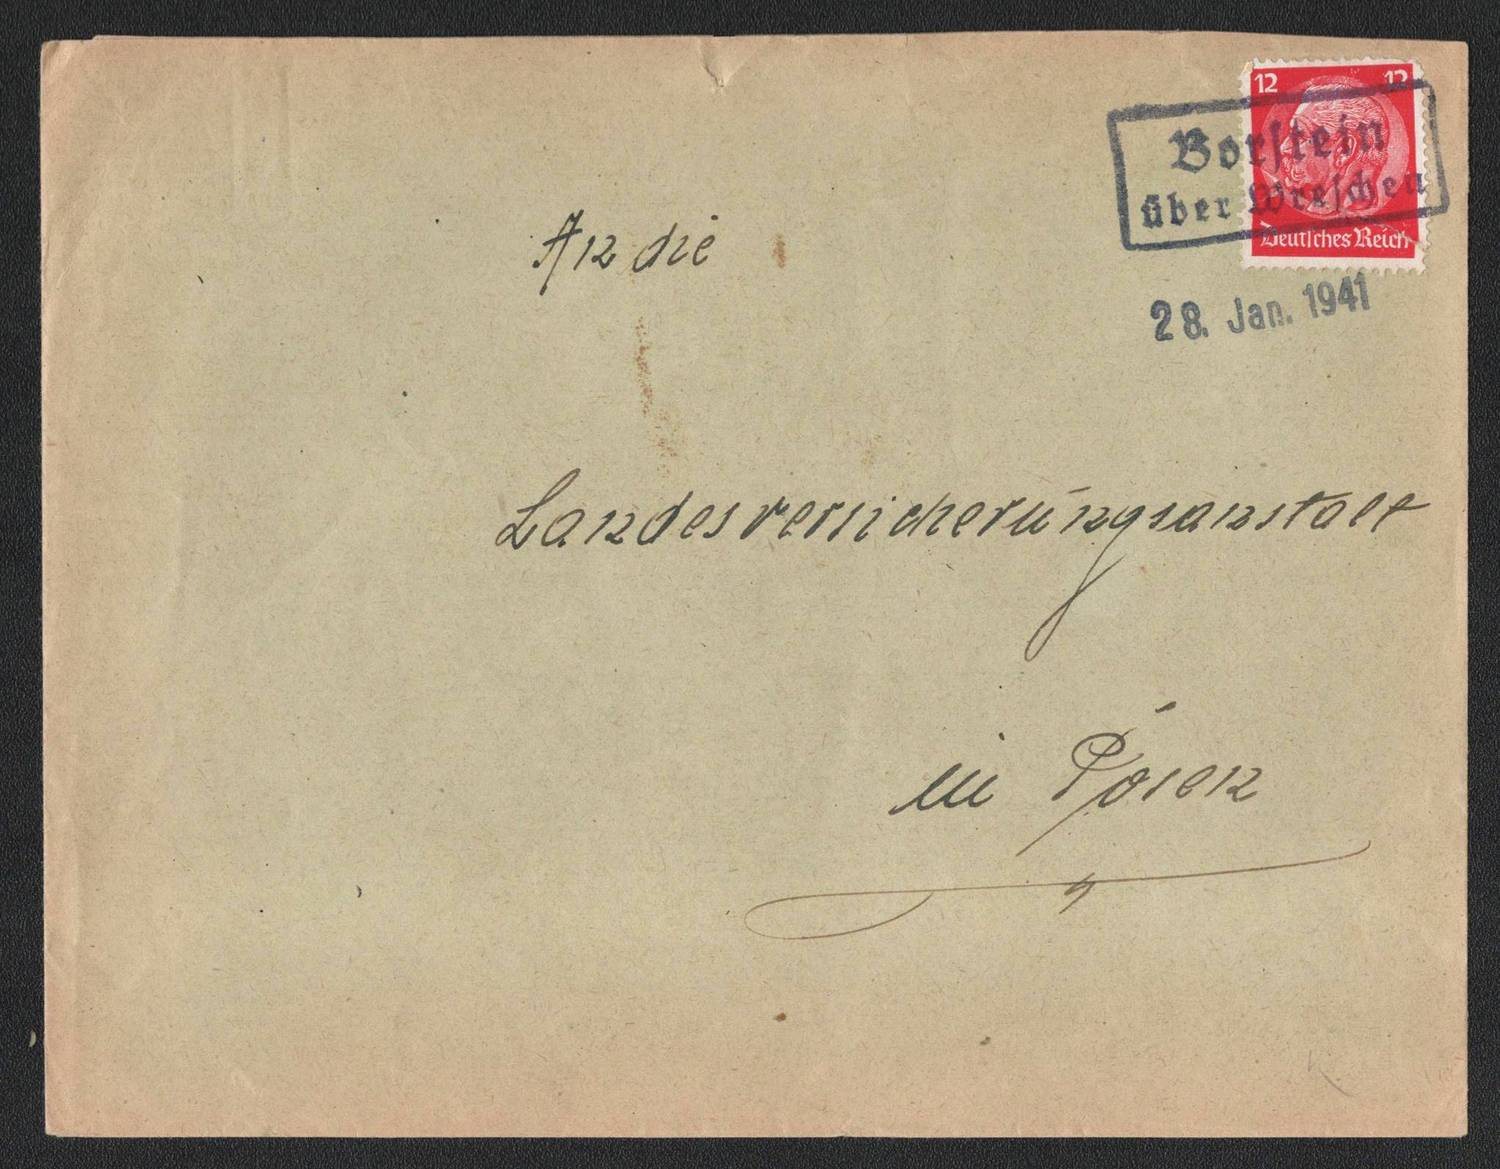 12 12
Borstein
über Wreschen
Deutsches Reich
28. Jan. 1941
An die
Landesversicherungsanstalt
in Posen